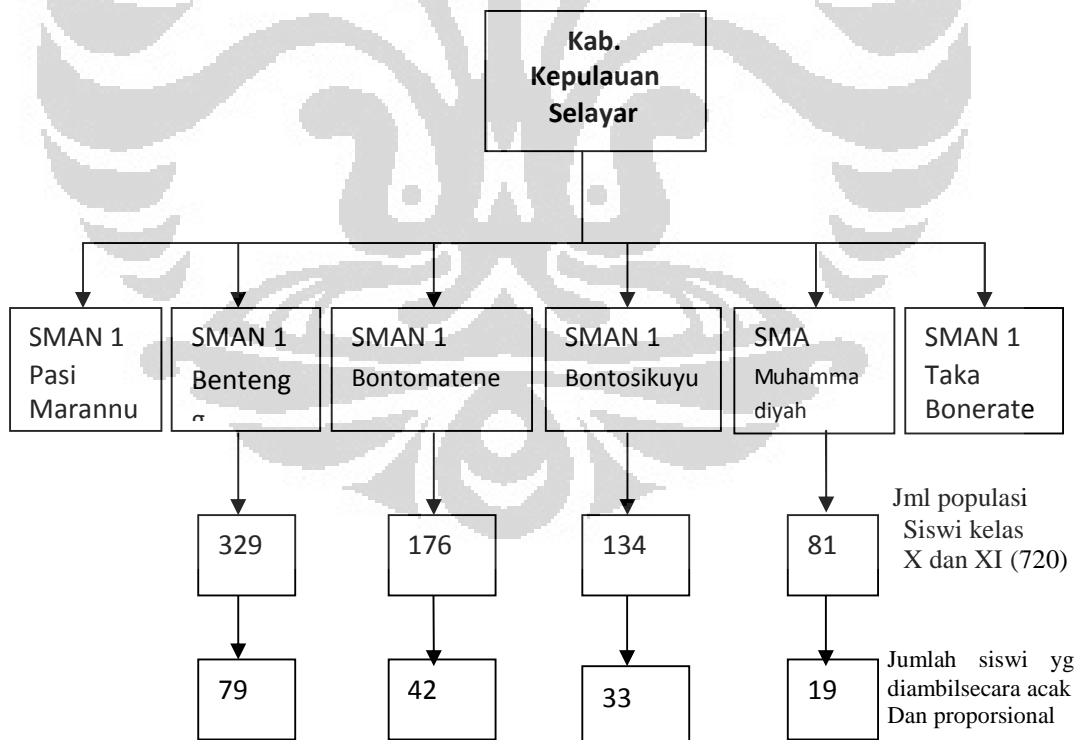 Kab.
Kepulauan
Selayar
SMAN 1
Pasi
Marannu
SMAN 1
Benteng
g
SMAN 1
Bontomatene
SMAN 1
Bontosikuyu
SMA
Muhamma
diyah
SMAN 1
Taka
Bonerate
329
176
134
81
Jml populasi
Siswi kelas
X dan XI (720)
79
42
33
19
Jumlah siswi yg
diambilsecara acak
Dan proporsional